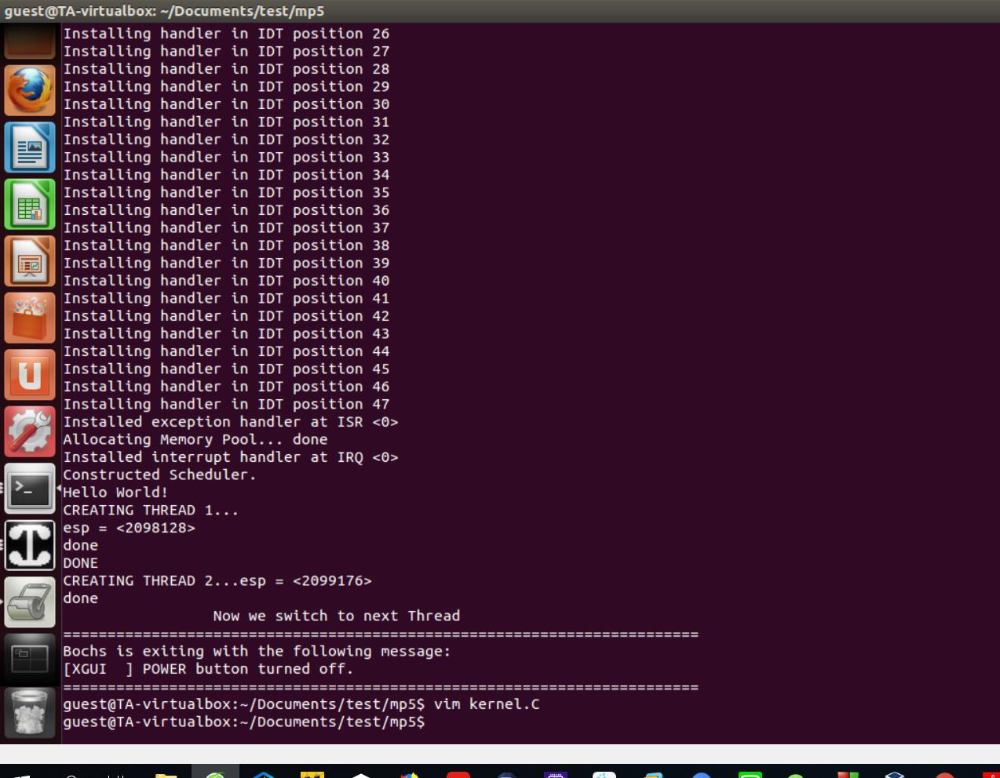 guest@TA-virtualbox: ~/Documents/test/mp5
Installing handler in IDT position 26
Installing handler in IDT position 27
Installing handler in IDT position 28
Installing handler in IDT position 29
Installing handler in IDT position 30
Installing handler in IDT position 31
Installing handler in IDT position 32
Installing handler in IDT position 33
Installing handler in IDT position 34
Installing handler in IDT position 35
Installing handler in IDT position 36
Installing handler in IDT position 37
Installing handler in IDT position 38
Installing handler in IDT position 39
Installing handler in IDT position 40
Installing handler in IDT position 41
Installing handler in IDT position 42
Installing handler in IDT position 43
Installing handler in IDT position 44
Installing handler in IDT position 45
Installing handler in IDT position 46
Installing handler in IDT position 47
Installed exception handler at ISR <0>
Allocating Memory Pool... done
Installed interrupt handler at IRQ <0>
Constructed Scheduler.
Hello World!
CREATING THREAD 1...
esp = <2098128>
done
DONE
CREATING THREAD 2...esp = <2099176>
done
                 Now we switch to next Thread
========================================================================
Bochs is exiting with the following message:
[XGUI  ] POWER button turned off.
========================================================================
guest@TA-virtualbox:~/Documents/test/mp5$ vim kernel.C
guest@TA-virtualbox:~/Documents/test/mp5$